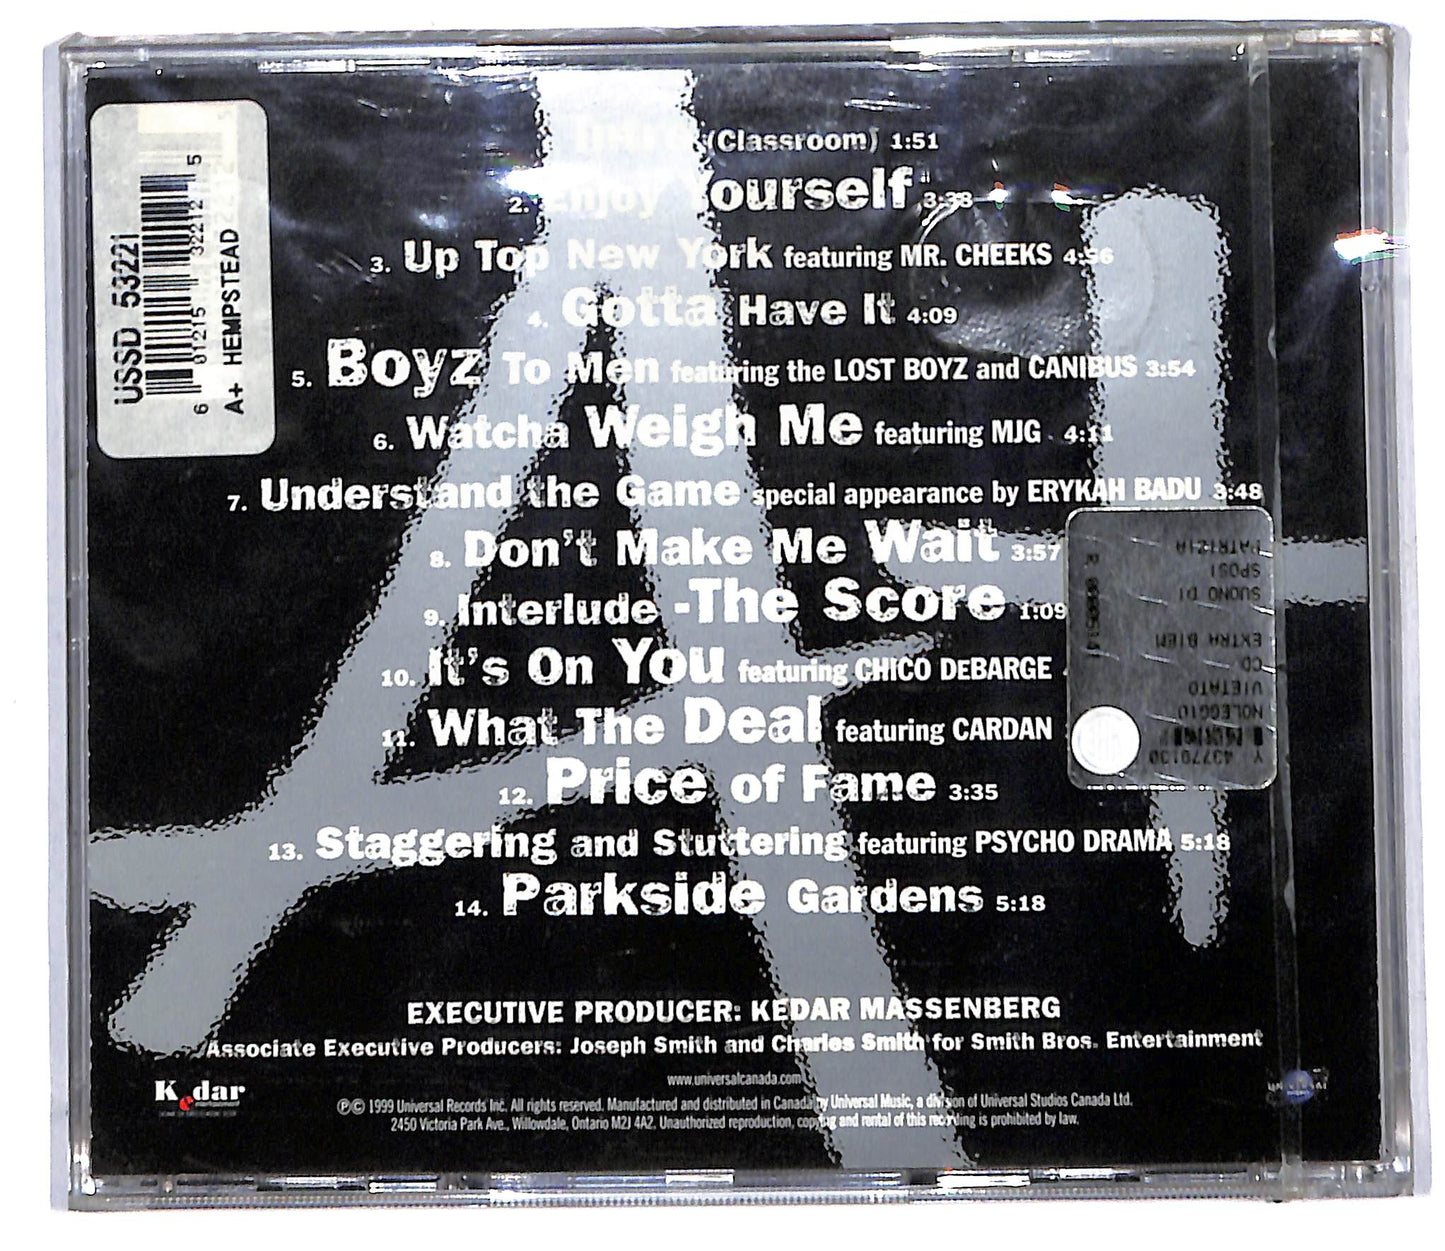 (Classroom) 1:51
2. Enjoy Yourself 3:38
3. Up Top New York featuring MR. CHEEKS 4:56
4. Gotta Have It 4:09
5. Boyz To Men featuring the LOST BOYZ and CANIBUS 3:54
6. Watcha Weigh Me featuring MJG 4:11
7. Understand the Game special appearance by ERYKAH BADU 3:48
8. Don't Make Me Wait 3:57
9. Interlude -The Score 1:09
10. It's On You featuring CHICO DeBARGE
11. What The Deal featuring CARDAN
12. Price of Fame 3:35
13. Staggering and Stuttering featuring PSYCHO DRAMA 5:18
14. Parkside Gardens 5:18
EXECUTIVE PRODUCER: KEDAR MASSENBERG
Associate Executive Producers: Joseph Smith and Charles Smith for Smith Bros. Entertainment
www.universalcanada.com
Kedar
Entertainment
℗© 1999 Universal Records Inc. All rights reserved. Manufactured and distributed in Canada by Universal Music, a division of Universal Studios Canada Ltd.
2450 Victoria Park Ave., Willowdale, Ontario M2J 4A2. Unauthorized reproduction, copying and rental of this recording is prohibited by law.
USSD 53221
6 01215 32212 5
A+ HEMPSTEAD
PATRIZIA
SPOSI
SUONO DI
EXTRA BIEM
CD
VIETATO
NOLEGGIO